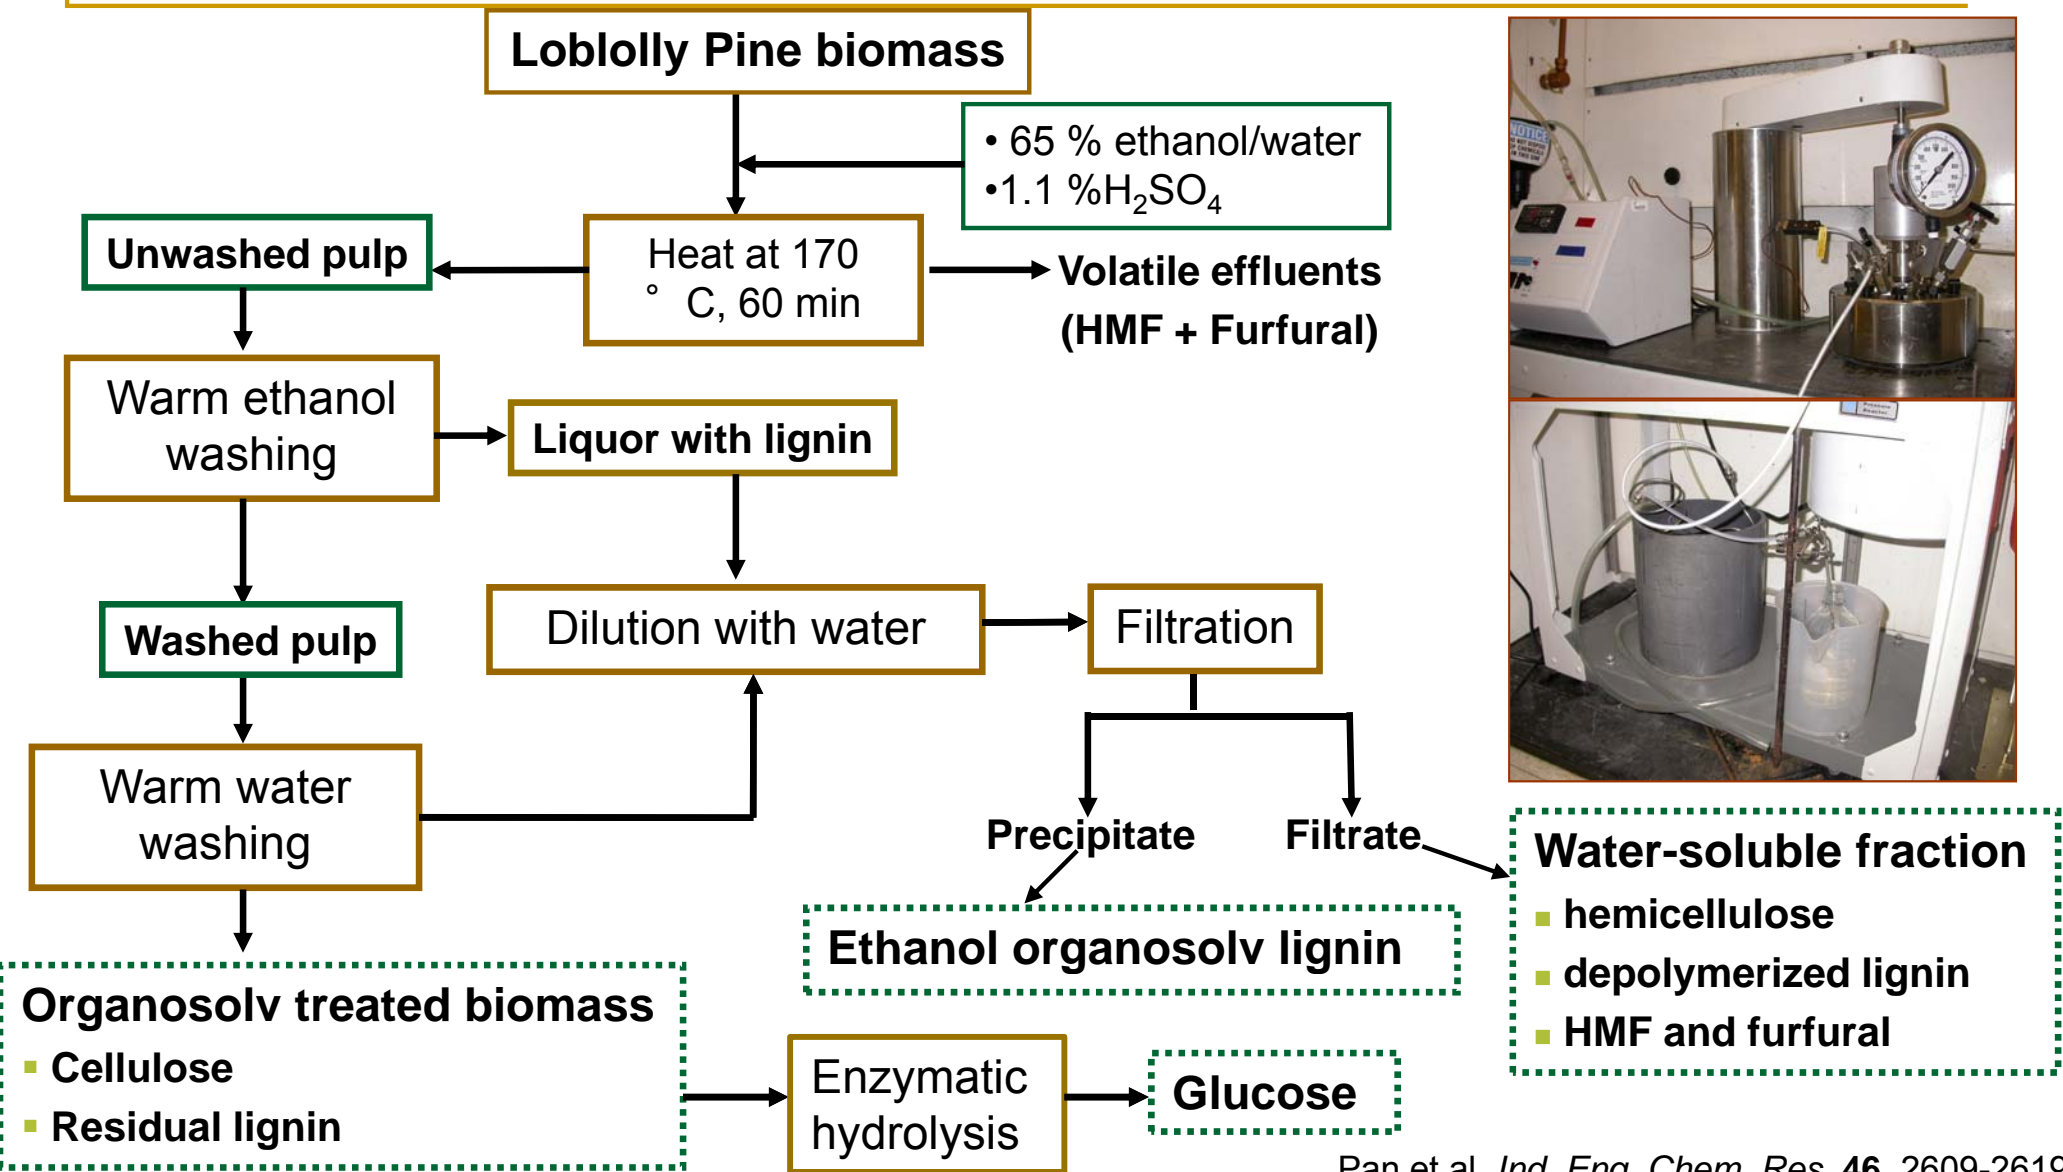 Loblolly Pine biomass
• 65 % ethanol/water
•1.1 %H₂SO₄
Unwashed pulp
Heat at 170
° C, 60 min
Volatile effluents
(HMF + Furfural)
Warm ethanol
washing
Liquor with lignin
Washed pulp
Dilution with water
Filtration
Warm water
washing
Precipitate
Filtrate
Water-soluble fraction
▪ hemicellulose
▪ depolymerized lignin
▪ HMF and furfural
Ethanol organosolv lignin
Organosolv treated biomass
▪ Cellulose
▪ Residual lignin
Enzymatic
hydrolysis
Glucose
Pan et al. Ind. Eng. Chem. Res. 46, 2609-2619
NOTICE